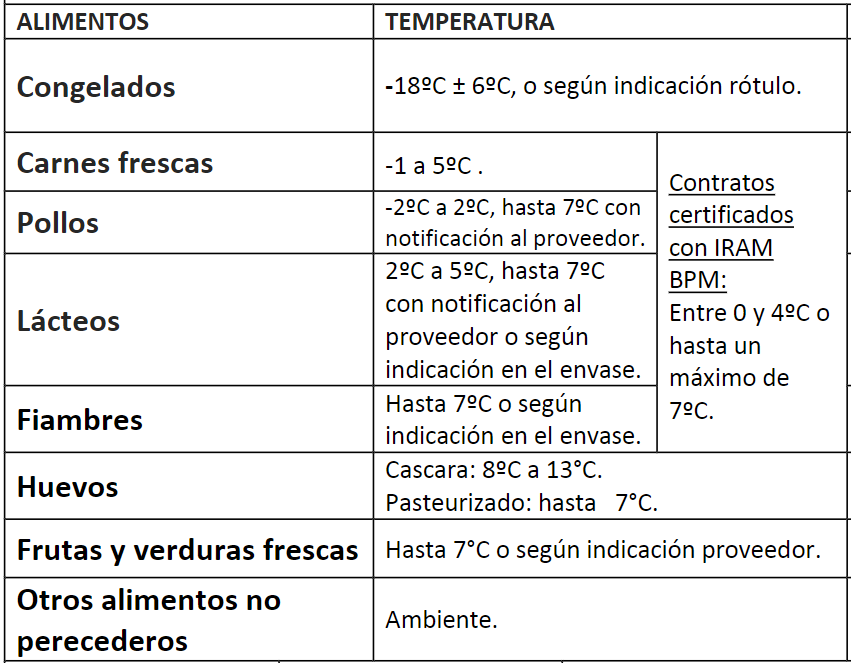 ALIMENTOS
TEMPERATURA
Congelados
-18ºC ± 6ºC, o según indicación rótulo.
Carnes frescas
-1 a 5ºC .
Pollos
-2ºC a 2ºC, hasta 7ºC con
notificación al proveedor.
Lácteos
2ºC a 5ºC, hasta 7ºC
con notificación al
proveedor o según
indicación en el envase.
Fiambres
Hasta 7ºC o según
indicación en el envase.
Contratos
certificados
con IRAM
BPM:
Entre 0 y 4ºC o
hasta un
máximo de
7ºC.
Huevos
Cascara: 8ºC a 13°C.
Pasteurizado: hasta   7°C.
Frutas y verduras frescas
Hasta 7°C o según indicación proveedor.
Otros alimentos no
perecederos
Ambiente.